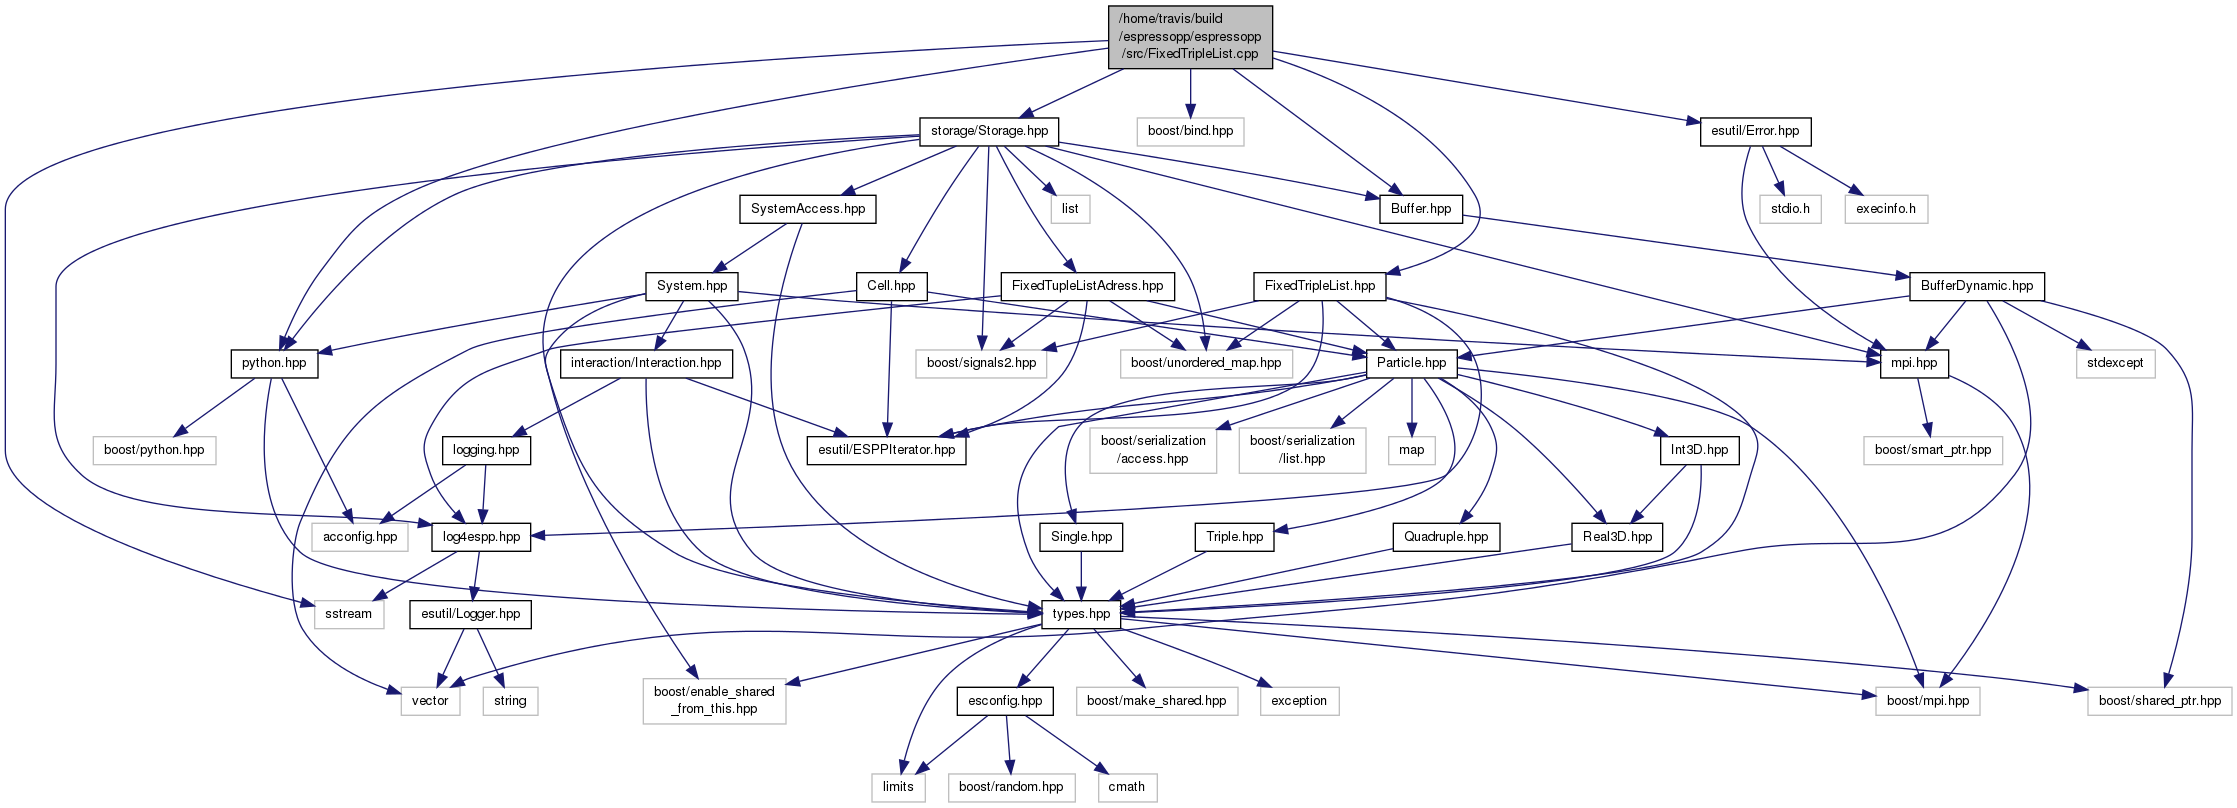 /home/travis/build
/espressopp/espressopp
/src/FixedTripleList.cpp
storage/Storage.hpp
boost/bind.hpp
esutil/Error.hpp
SystemAccess.hpp
list
Buffer.hpp
stdio.h
execinfo.h
System.hpp
Cell.hpp
FixedTupleListAdress.hpp
FixedTripleList.hpp
BufferDynamic.hpp
python.hpp
interaction/Interaction.hpp
boost/signals2.hpp
boost/unordered_map.hpp
Particle.hpp
mpi.hpp
stdexcept
boost/python.hpp
logging.hpp
esutil/ESPPIterator.hpp
boost/serialization
/access.hpp
boost/serialization
/list.hpp
map
Int3D.hpp
boost/smart_ptr.hpp
acconfig.hpp
log4espp.hpp
Single.hpp
Triple.hpp
Quadruple.hpp
Real3D.hpp
sstream
esutil/Logger.hpp
types.hpp
vector
string
boost/enable_shared
_from_this.hpp
esconfig.hpp
boost/make_shared.hpp
exception
boost/mpi.hpp
boost/shared_ptr.hpp
limits
boost/random.hpp
cmath